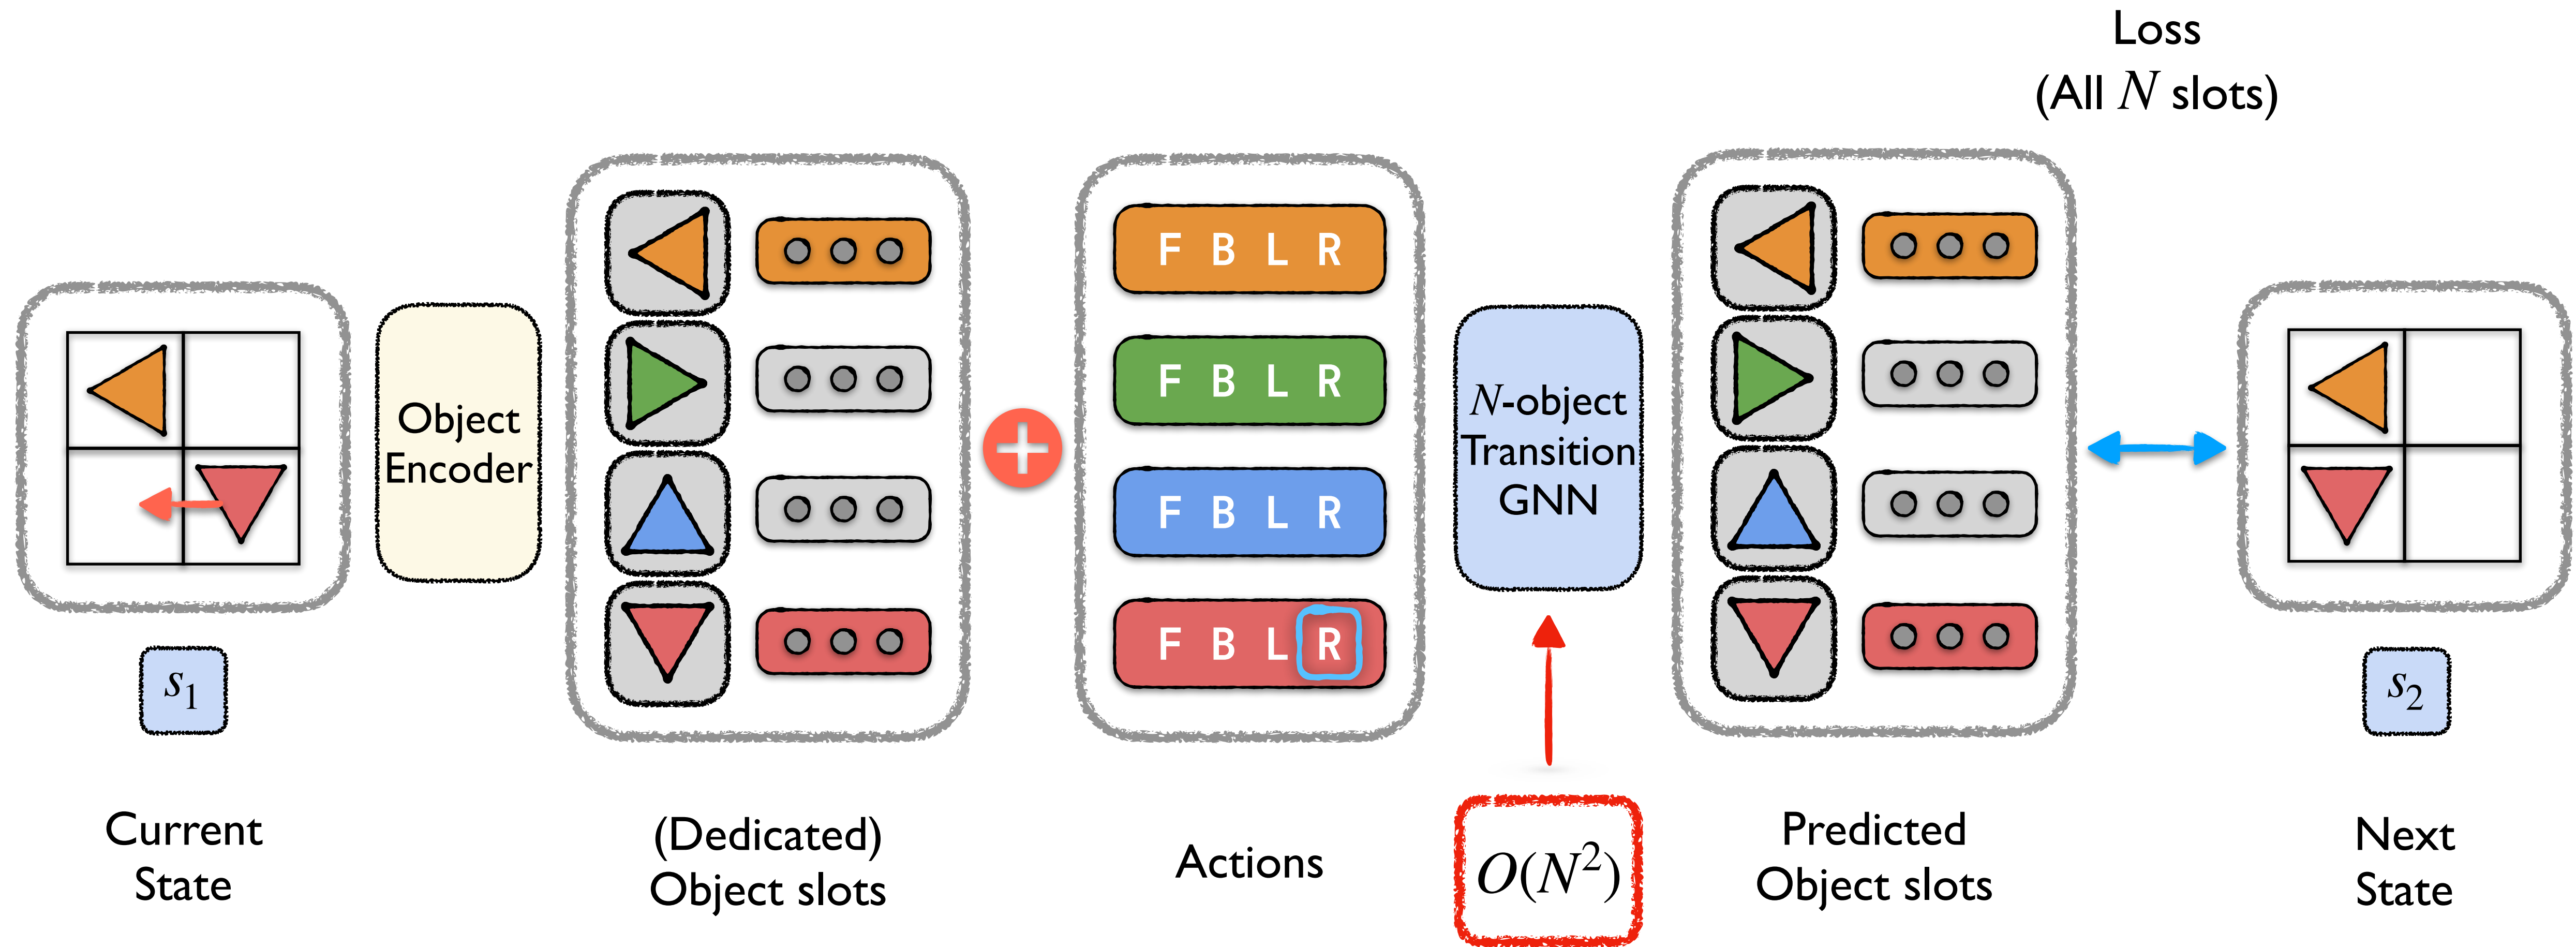 Loss
(All N slots)
Object
Encoder
F B L R
F B L R
F B L R
F B L R
N-object
Transition
GNN
s₁
s₂
Current
State
(Dedicated)
Object slots
Actions
O(N²)
Predicted
Object slots
Next
State